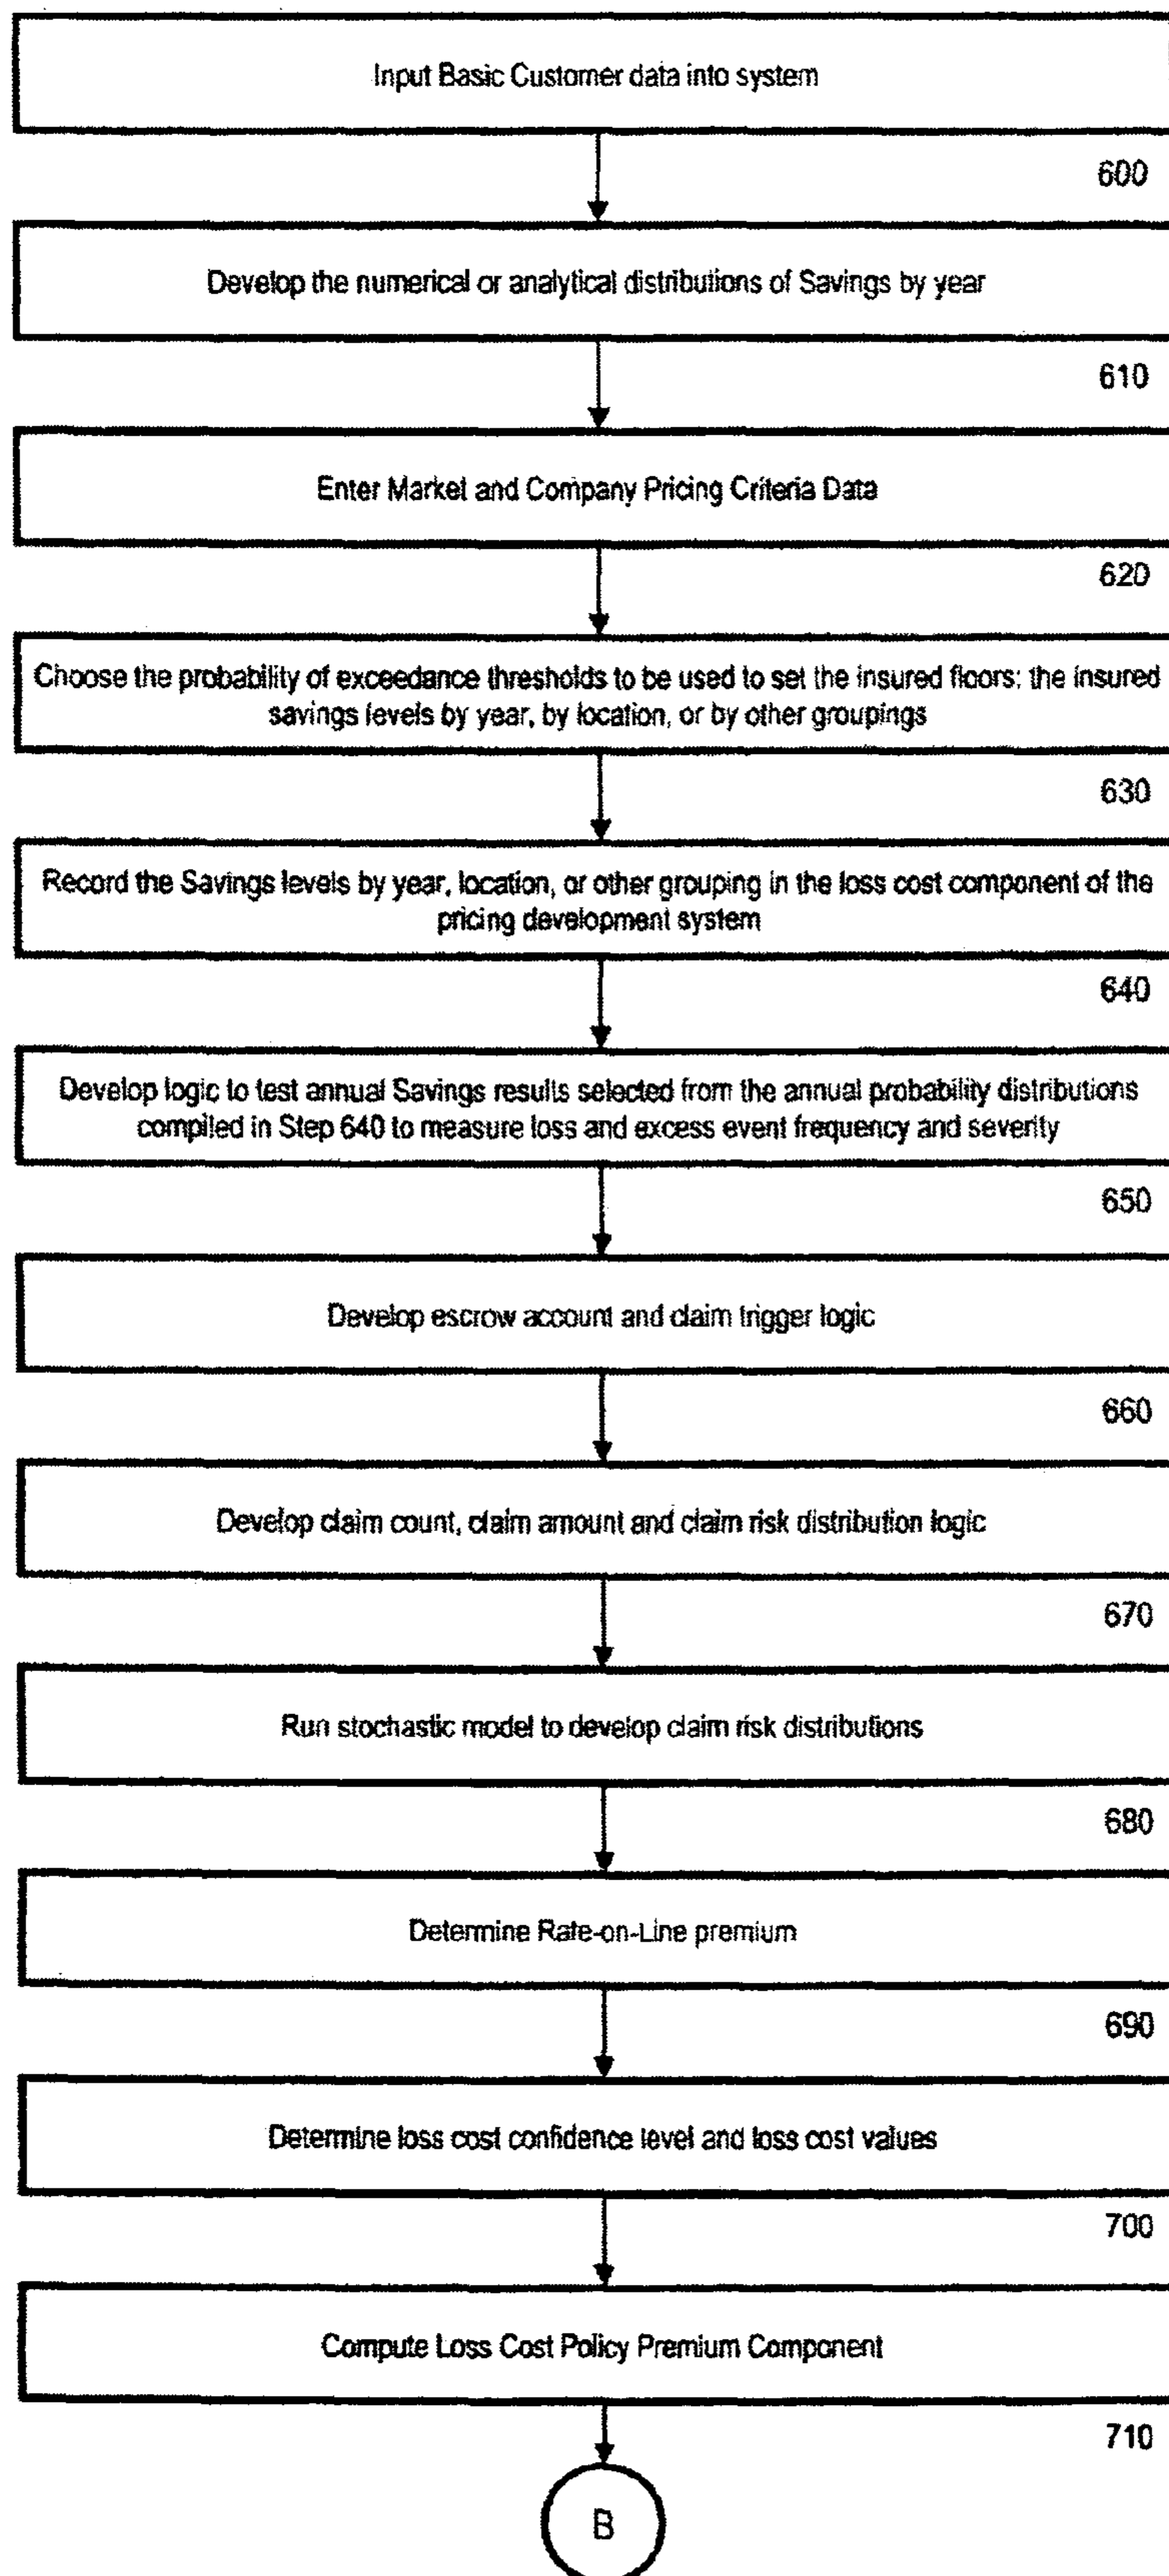 Input Basic Customer data into system
600
Develop the numerical or analytical distributions of Savings by year
610
Enter Market and Company Pricing Criteria Data
620
Choose the probability of exceedance thresholds to be used to set the insured floors: the insured
savings levels by year, by location, or by other groupings
630
Record the Savings levels by year, location, or other grouping in the loss cost component of the
pricing development system
640
Develop logic to test annual Savings results selected from the annual probability distributions
compiled in Step 640 to measure loss and excess event frequency and severity
650
Develop escrow account and claim trigger logic
660
Develop claim count, claim amount and claim risk distribution logic
670
Run stochastic model to develop claim risk distributions
680
Determine Rate-on-Line premium
690
Determine loss cost confidence level and loss cost values
700
Compute Loss Cost Policy Premium Component
710
B